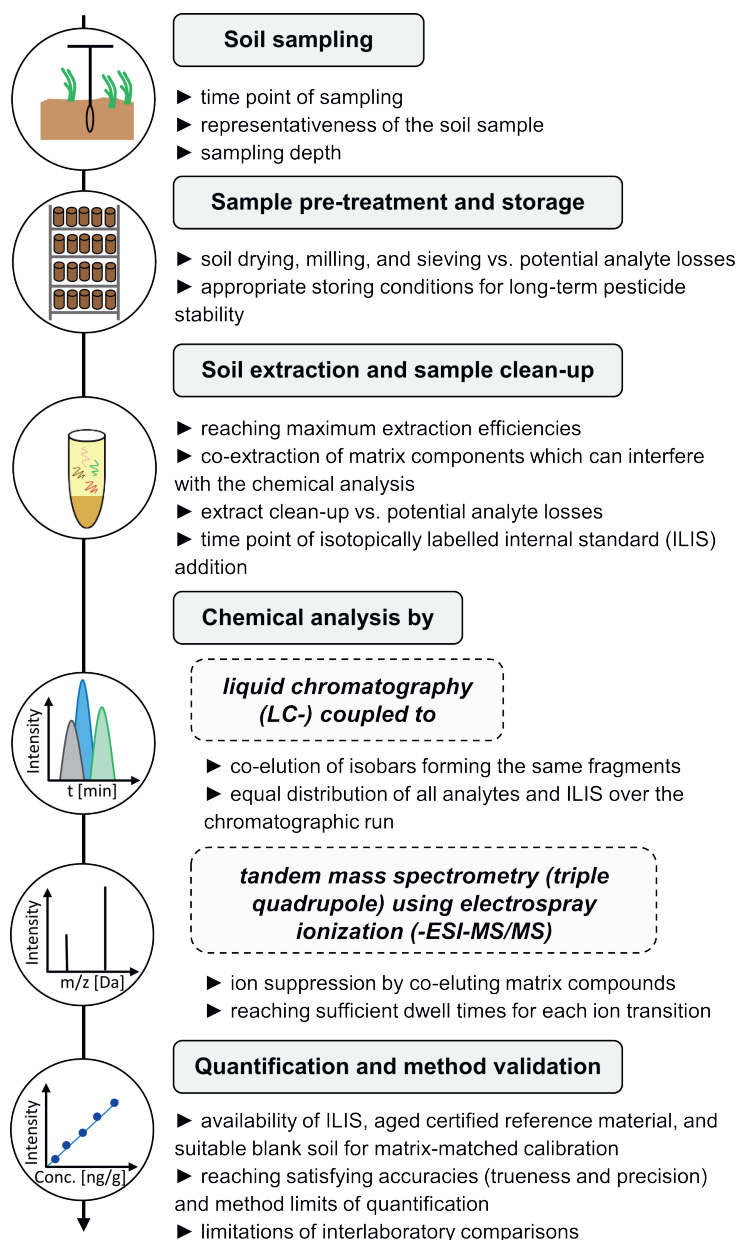 Soil sampling
► time point of sampling
► representativeness of the soil sample
► sampling depth
Sample pre-treatment and storage
► soil drying, milling, and sieving vs. potential analyte losses
► appropriate storing conditions for long-term pesticide
stability
Soil extraction and sample clean-up
► reaching maximum extraction efficiencies
► co-extraction of matrix components which can interfere
with the chemical analysis
► extract clean-up vs. potential analyte losses
► time point of isotopically labelled internal standard (ILIS)
addition
Chemical analysis by
Intensity
t [min]
liquid chromatography
(LC-) coupled to
► co-elution of isobars forming the same fragments
► equal distribution of all analytes and ILIS over the
chromatographic run
Intensity
m/z [Da]
tandem mass spectrometry (triple
quadrupole) using electrospray
ionization (-ESI-MS/MS)
► ion suppression by co-eluting matrix compounds
► reaching sufficient dwell times for each ion transition
Quantification and method validation
Intensity
Conc. [ng/g]
► availability of ILIS, aged certified reference material, and
suitable blank soil for matrix-matched calibration
► reaching satisfying accuracies (trueness and precision)
and method limits of quantification
► limitations of interlaboratory comparisons